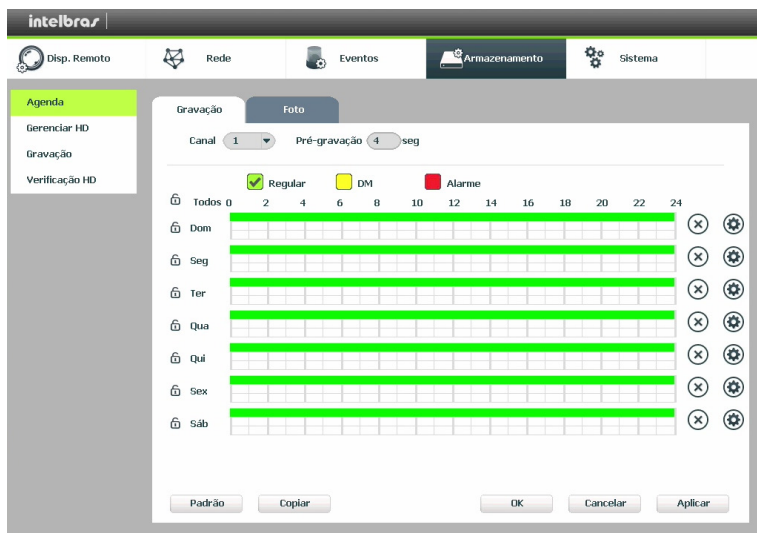 intelbras
Disp. Remoto Rede Eventos Armazenamento Sistema
Agenda
Gerenciar HD
Gravação
Verificação HD
Gravação Foto
Canal 1 Pré-gravação 4 seg
Regular DM Alarme
Todos 0 2 4 6 8 10 12 14 16 18 20 22 24
Dom
Seg
Ter
Qua
Qui
Sex
Sáb
Padrão Copiar OK Cancelar Aplicar